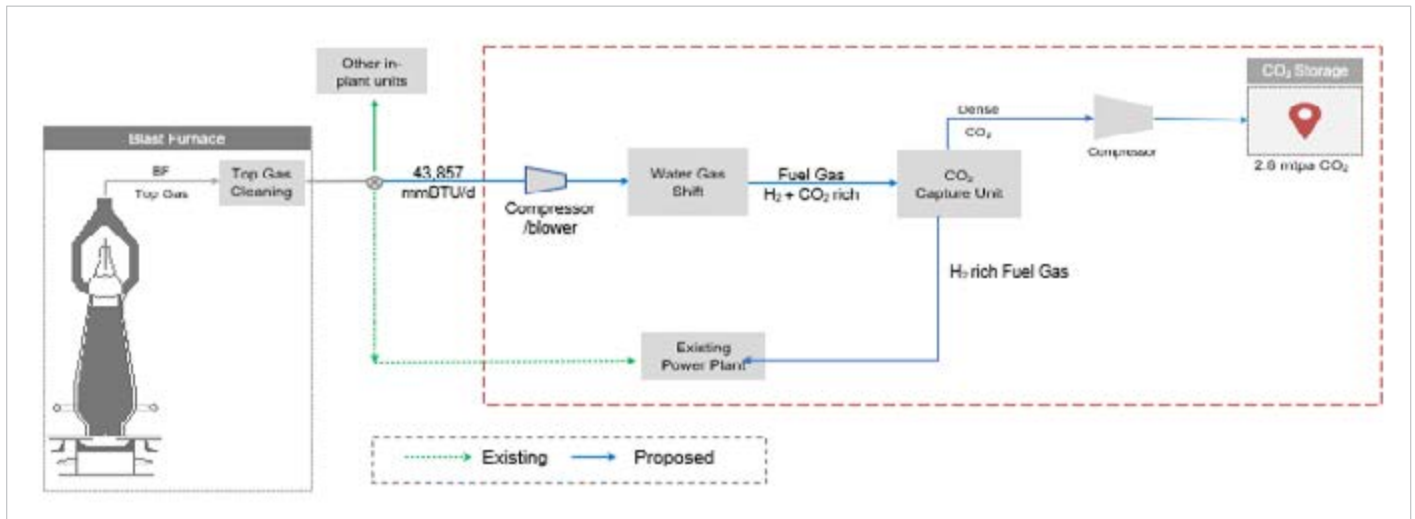 Other in-
plant units
CO₂ Storage
Dense
CO₂
Compressor
2.8 mtpa CO₂
Blast Furnace
BF
Top Gas
Top Gas
Cleaning
43,857
mmDTU/d
Compressor
/blower
Water Gas
Shift
Fuel Gas
H₂ + CO₂ rich
CO₂
Capture Unit
H₂ rich Fuel Gas
Existing
Power Plant
Existing
Proposed